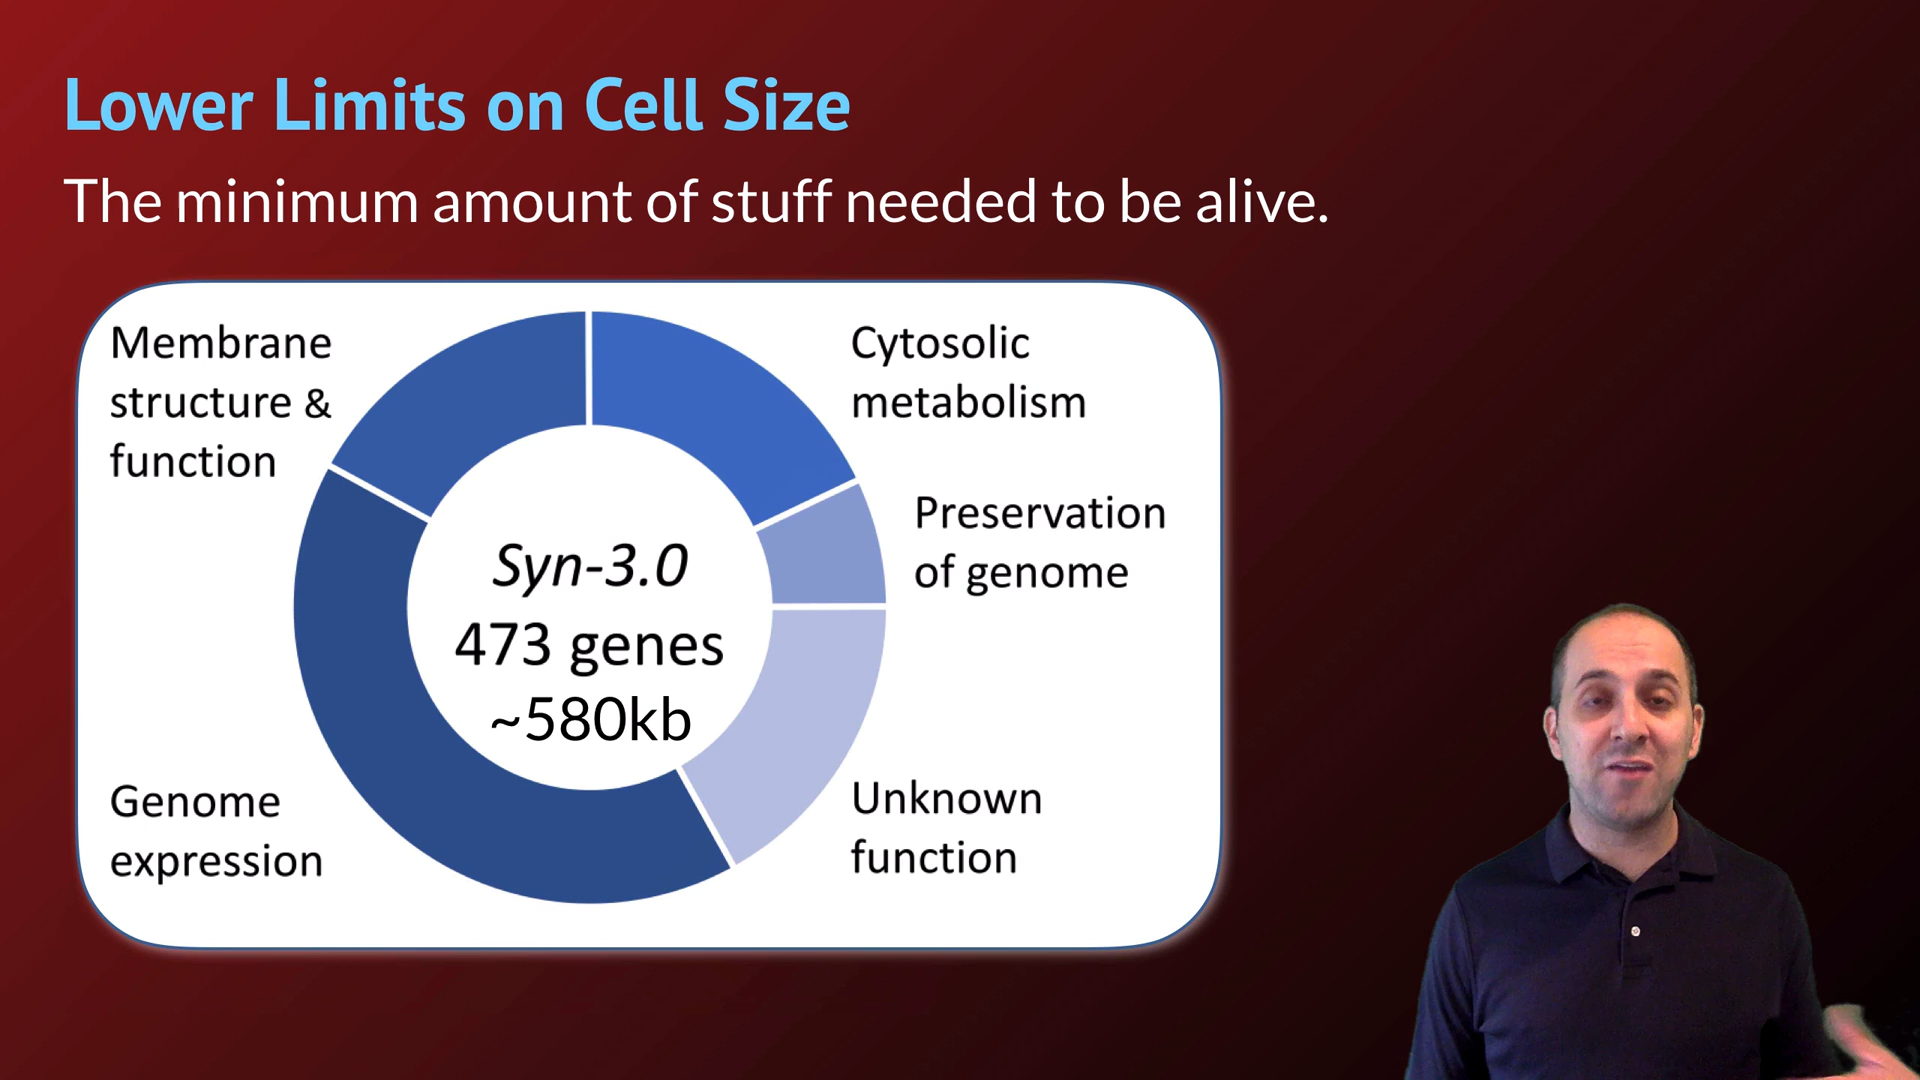 Lower Limits on Cell Size
The minimum amount of stuff needed to be alive.
Membrane
structure &
function
Cytosolic
metabolism
Preservation
of genome
Syn-3.0
473 genes
~580kb
Genome
expression
Unknown
function